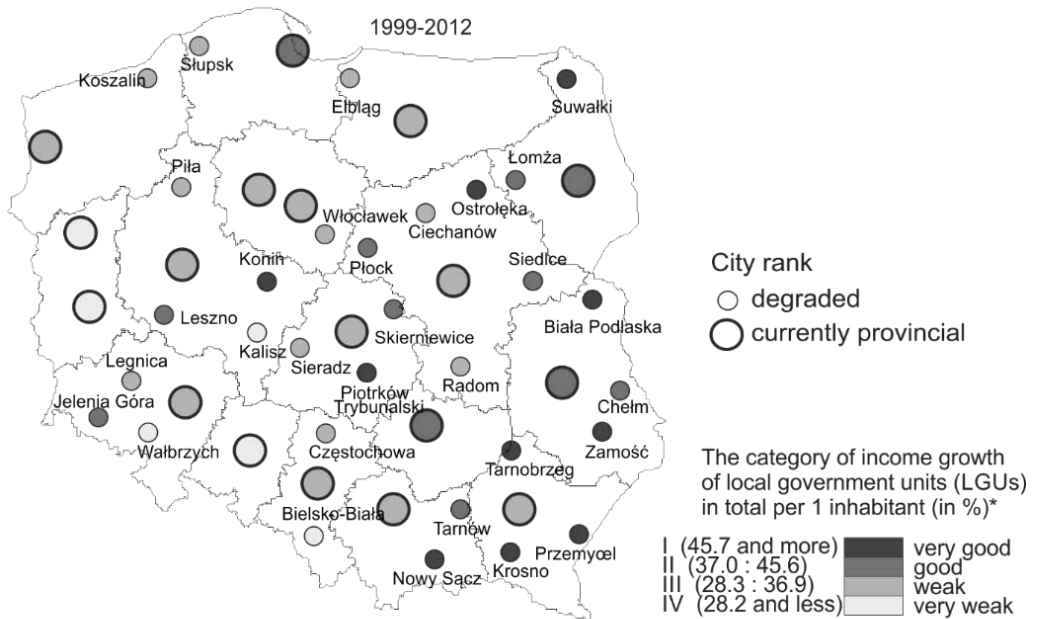 1999-2012
Słupsk
Koszalin
Elbląg
Suwałki
Piła
Łomża
Ostrołęka
Włocławek
Ciechanów
Konin
Płock
Siedlce
Leszno
Skierniewice
Biała Podlaska
Kalisz
Legnica
Sieradz
Radom
Jelenia Góra
Piotrków
Trybunalski
Chełm
Wałbrzych
Częstochowa
Tarnobrzeg
Zamość
Bielsko-Biała
Tarnów
Przemyœl
Nowy Sącz
Krosno
City rank
degraded
currently provincial
The category of income growth
of local government units (LGUs)
in total per 1 inhabitant (in %)*
I (45.7 and more) very good
II (37.0 : 45.6) good
III (28.3 : 36.9) weak
IV (28.2 and less) very weak